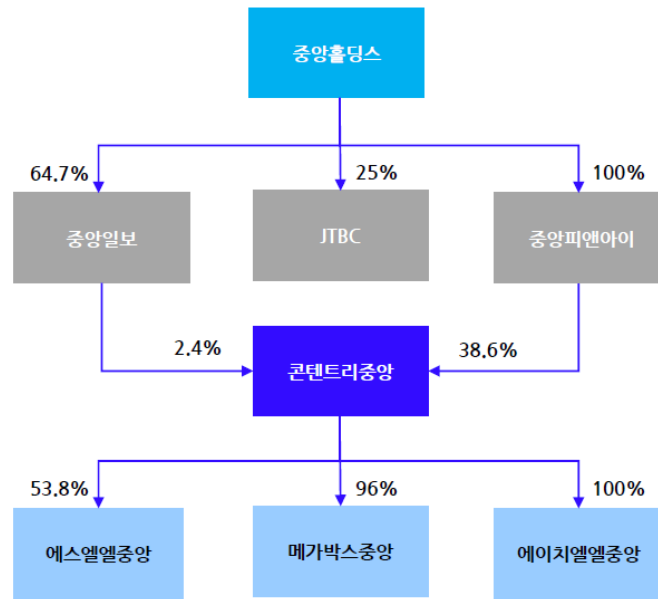 중앙홀딩스
64.7%
25%
100%
중앙일보
JTBC
중앙피앤아이
2.4%
38.6%
콘텐트리중앙
53.8%
96%
100%
에스엘엘중앙
메가박스중앙
에이치엘엘중앙